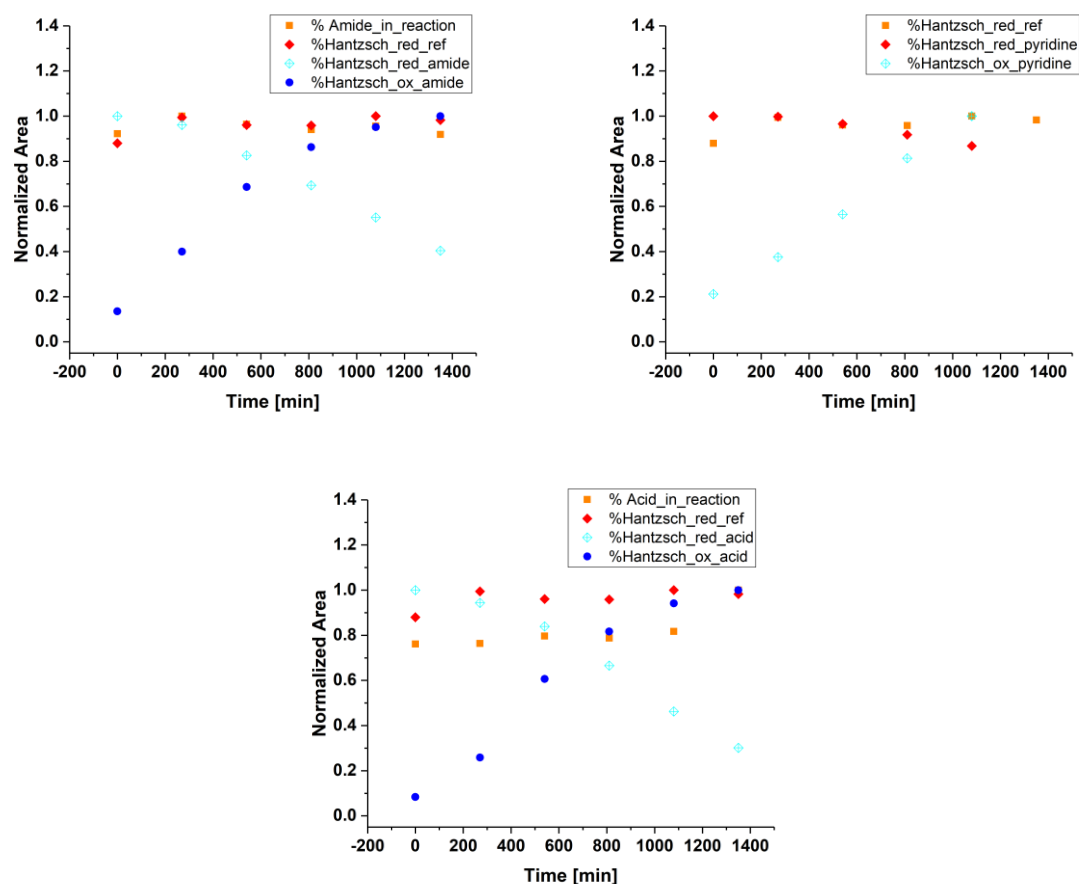 % Amide_in_reaction
%Hantzsch_red_ref
%Hantzsch_red_amide
%Hantzsch_ox_amide
Normalized Area
1.4
1.2
1.0
0.8
0.6
0.4
0.2
0.0
-200 0 200 400 600 800 1000 1200 1400
Time [min]
%Hantzsch_red_ref
%Hantzsch_red_pyridine
%Hantzsch_ox_pyridine
Normalized Area
1.4
1.2
1.0
0.8
0.6
0.4
0.2
0.0
-200 0 200 400 600 800 1000 1200 1400
Time [min]
% Acid_in_reaction
%Hantzsch_red_ref
%Hantzsch_red_acid
%Hantzsch_ox_acid
Normalized Area
1.4
1.2
1.0
0.8
0.6
0.4
0.2
0.0
-200 0 200 400 600 800 1000 1200 1400
Time [min]